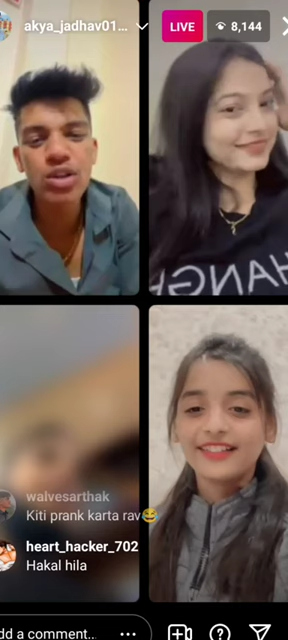 akya_jadhav01...
LIVE
8,144
HANG
walvesarthak
Kiti prank karta rav😂
heart_hacker_702
Hakal hila
dd a comment..